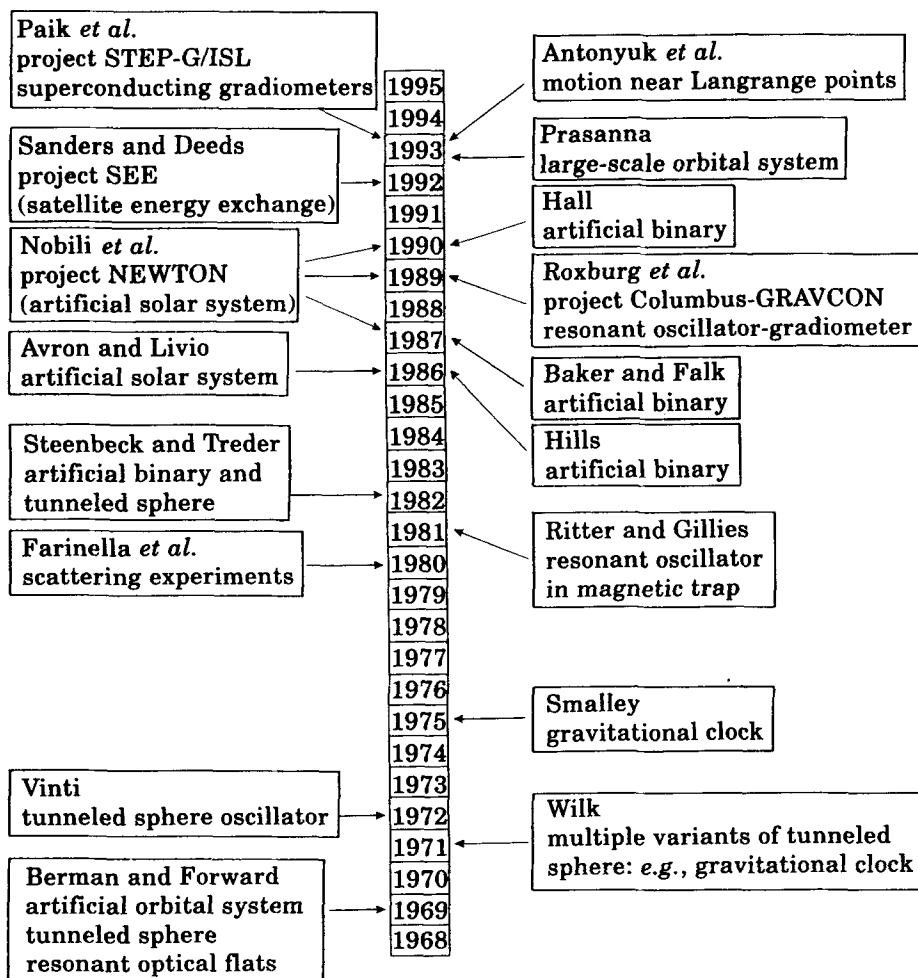 Paik et al.
project STEP-G/ISL
superconducting gradiometers
Sanders and Deeds
project SEE
(satellite energy exchange)
Nobili et al.
project NEWTON
(artificial solar system)
Avron and Livio
artificial solar system
Steenbeck and Treder
artificial binary and
tunneled sphere
Farinella et al.
scattering experiments
Vinti
tunneled sphere oscillator
Berman and Forward
artificial orbital system
tunneled sphere
resonant optical flats
1995
1994
1993
1992
1991
1990
1989
1988
1987
1986
1985
1984
1983
1982
1981
1980
1979
1978
1977
1976
1975
1974
1973
1972
1971
1970
1969
1968
Antonyuk et al.
motion near Langrange points
Prasanna
large-scale orbital system
Hall
artificial binary
Roxburg et al.
project Columbus-GRAVCON
resonant oscillator-gradiometer
Baker and Falk
artificial binary
Hills
artificial binary
Ritter and Gillies
resonant oscillator
in magnetic trap
Smalley
gravitational clock
Wilk
multiple variants of tunneled
sphere: e.g., gravitational clock